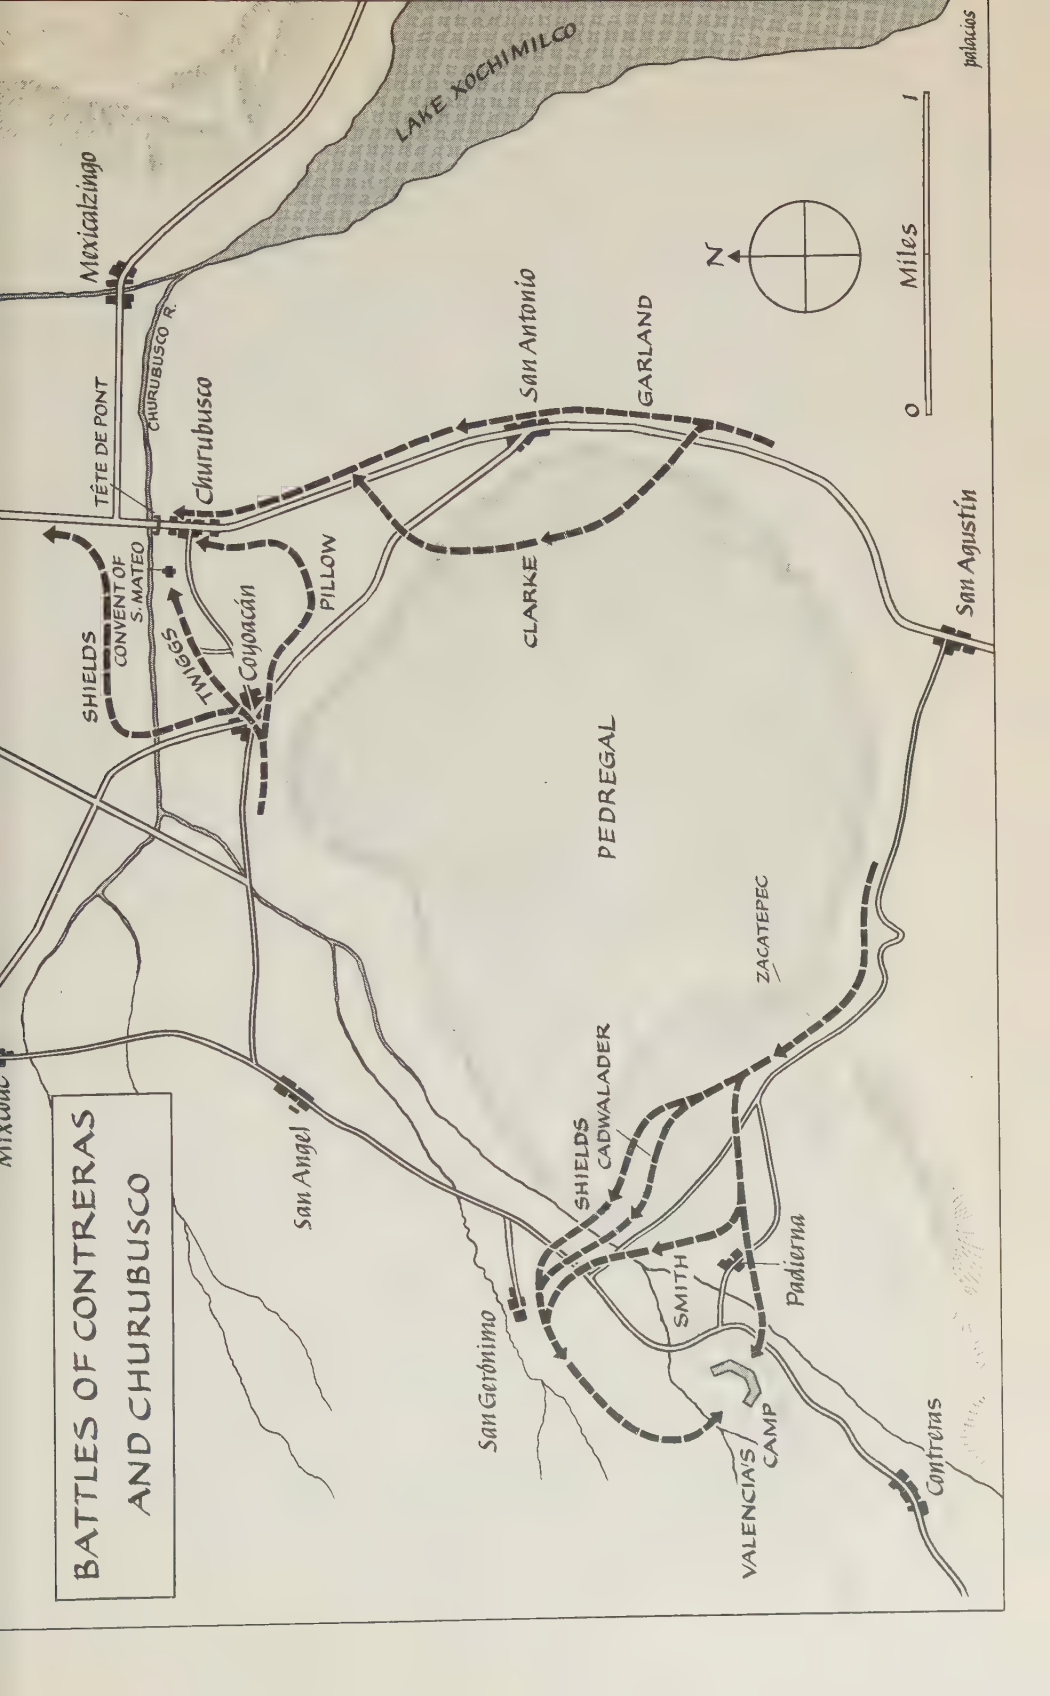 BATTLES OF CONTRERAS
AND CHURUBUSCO
San Angel
San Gerónimo
SHIELDS
CADWALADER
SMITH
Padierna
VALENCIA'S
CAMP
Contreras
ZACATEPEC
PEDREGAL
SHIELDS
CONVENT OF
S. MATEO
TWIGGS
Coyoacán
PILLOW
TÊTE DE PONT
Churubusco
CHURUBUSCO R.
Mexicalzingo
LAKE XOCHIMILCO
CLARKE
San Antonio
GARLAND
San Agustín
N
0 Miles 1
palacios